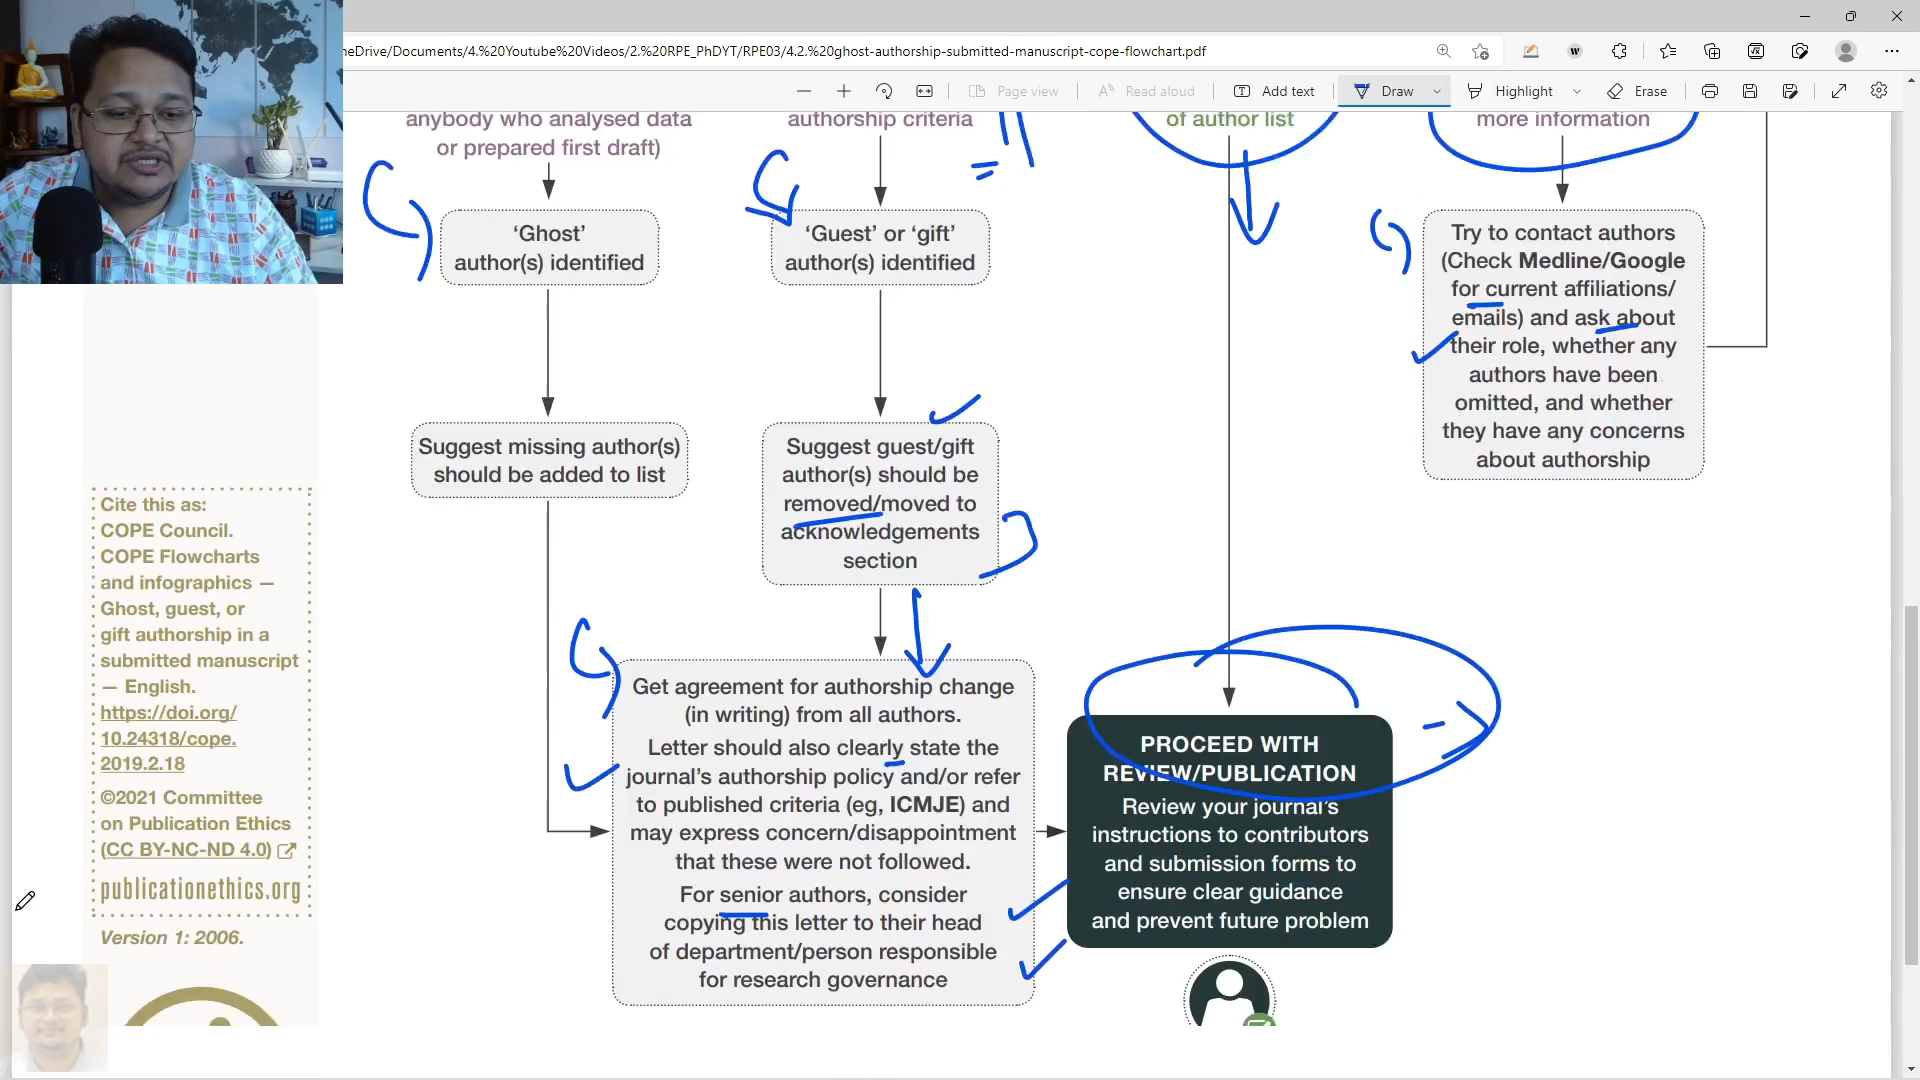 neDrive/Documents/4.%20Youtube%20Videos/2.%20RPE_PhDYT/RPE03/4.2.%20ghost-authorship-submitted-manuscript-cope-flowchart.pdf
Page view
Read aloud
Add text
Draw
Highlight
Erase
anybody who analysed data
or prepared first draft)
authorship criteria
of author list
more information
‘Ghost’
author(s) identified
‘Guest’ or ‘gift’
author(s) identified
Try to contact authors
(Check Medline/Google
for current affiliations/
emails) and ask about
their role, whether any
authors have been
omitted, and whether
they have any concerns
about authorship
Suggest missing author(s)
should be added to list
Suggest guest/gift
author(s) should be
removed/moved to
acknowledgements
section
Get agreement for authorship change
(in writing) from all authors.
Letter should also clearly state the
journal’s authorship policy and/or refer
to published criteria (eg, ICMJE) and
may express concern/disappointment
that these were not followed.
For senior authors, consider
copying this letter to their head
of department/person responsible
for research governance
PROCEED WITH
REVIEW/PUBLICATION
Review your journal’s
instructions to contributors
and submission forms to
ensure clear guidance
and prevent future problem
Cite this as:
COPE Council.
COPE Flowcharts
and infographics —
Ghost, guest, or
gift authorship in a
submitted manuscript
— English.
https://doi.org/
10.24318/cope.
2019.2.18
©2021 Committee
on Publication Ethics
(CC BY-NC-ND 4.0)
publicationethics.org
Version 1: 2006.